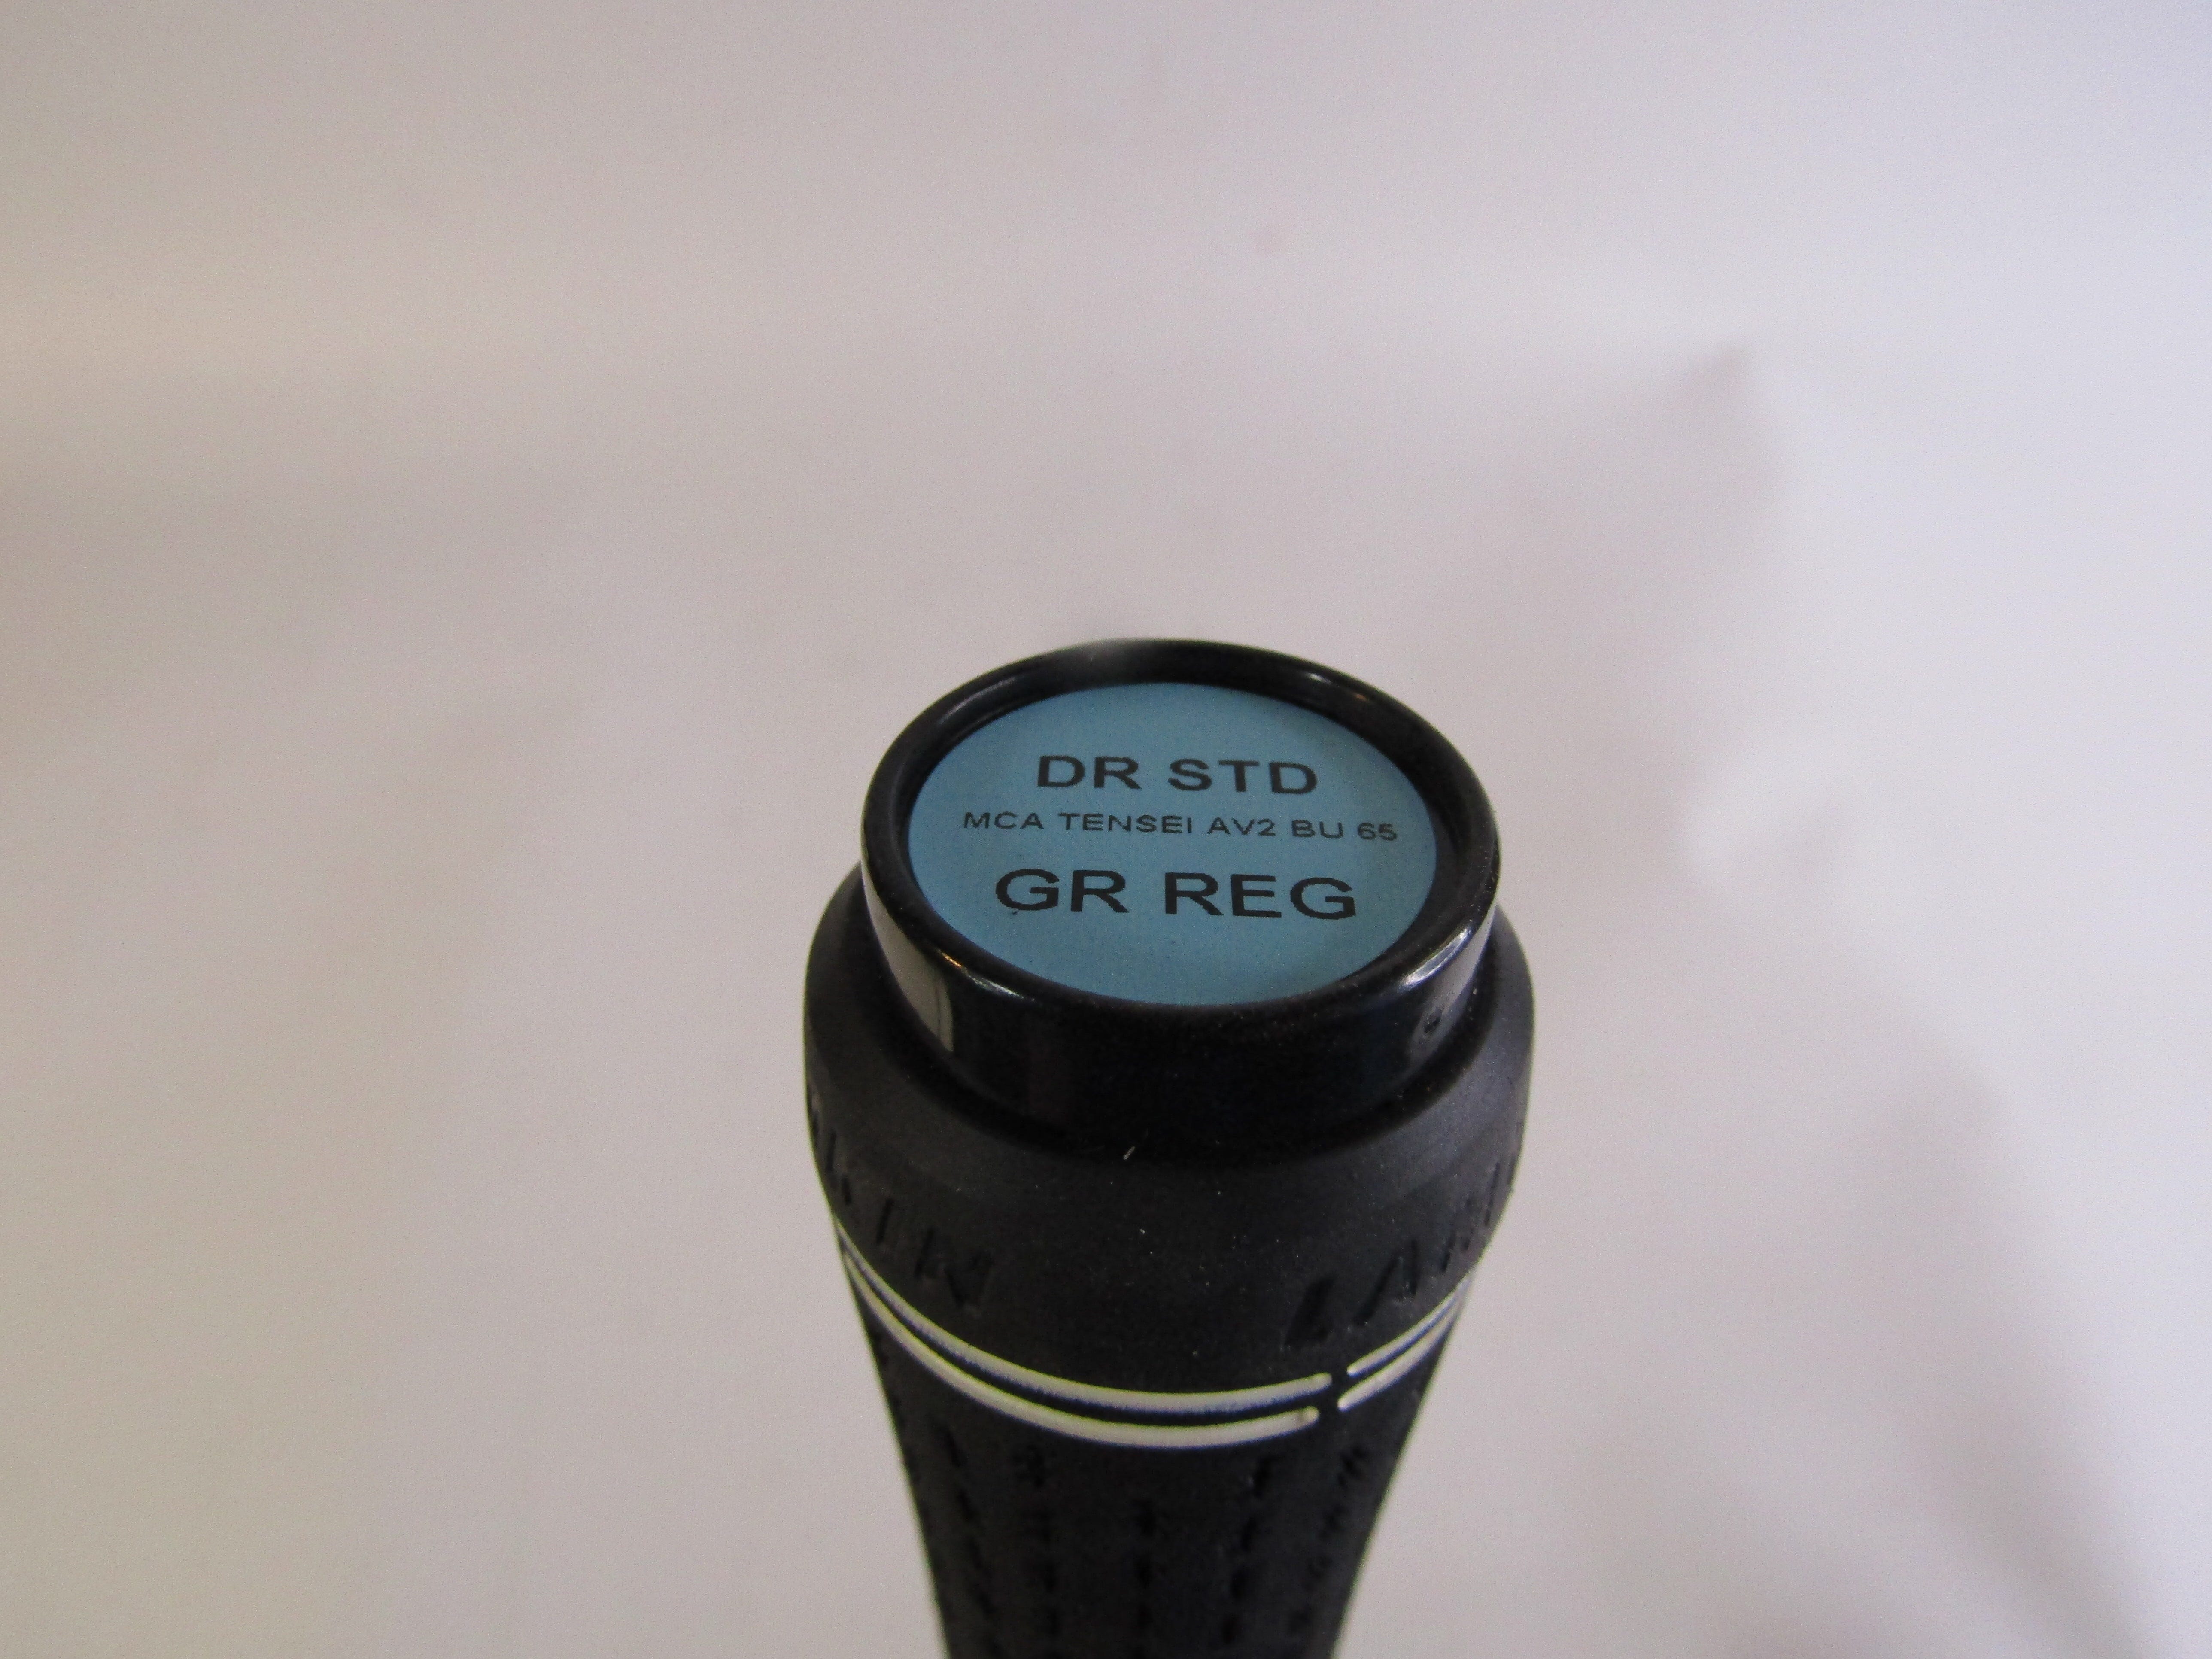 DR STD
MCA TENSEI AV2 BU 65
GR REG